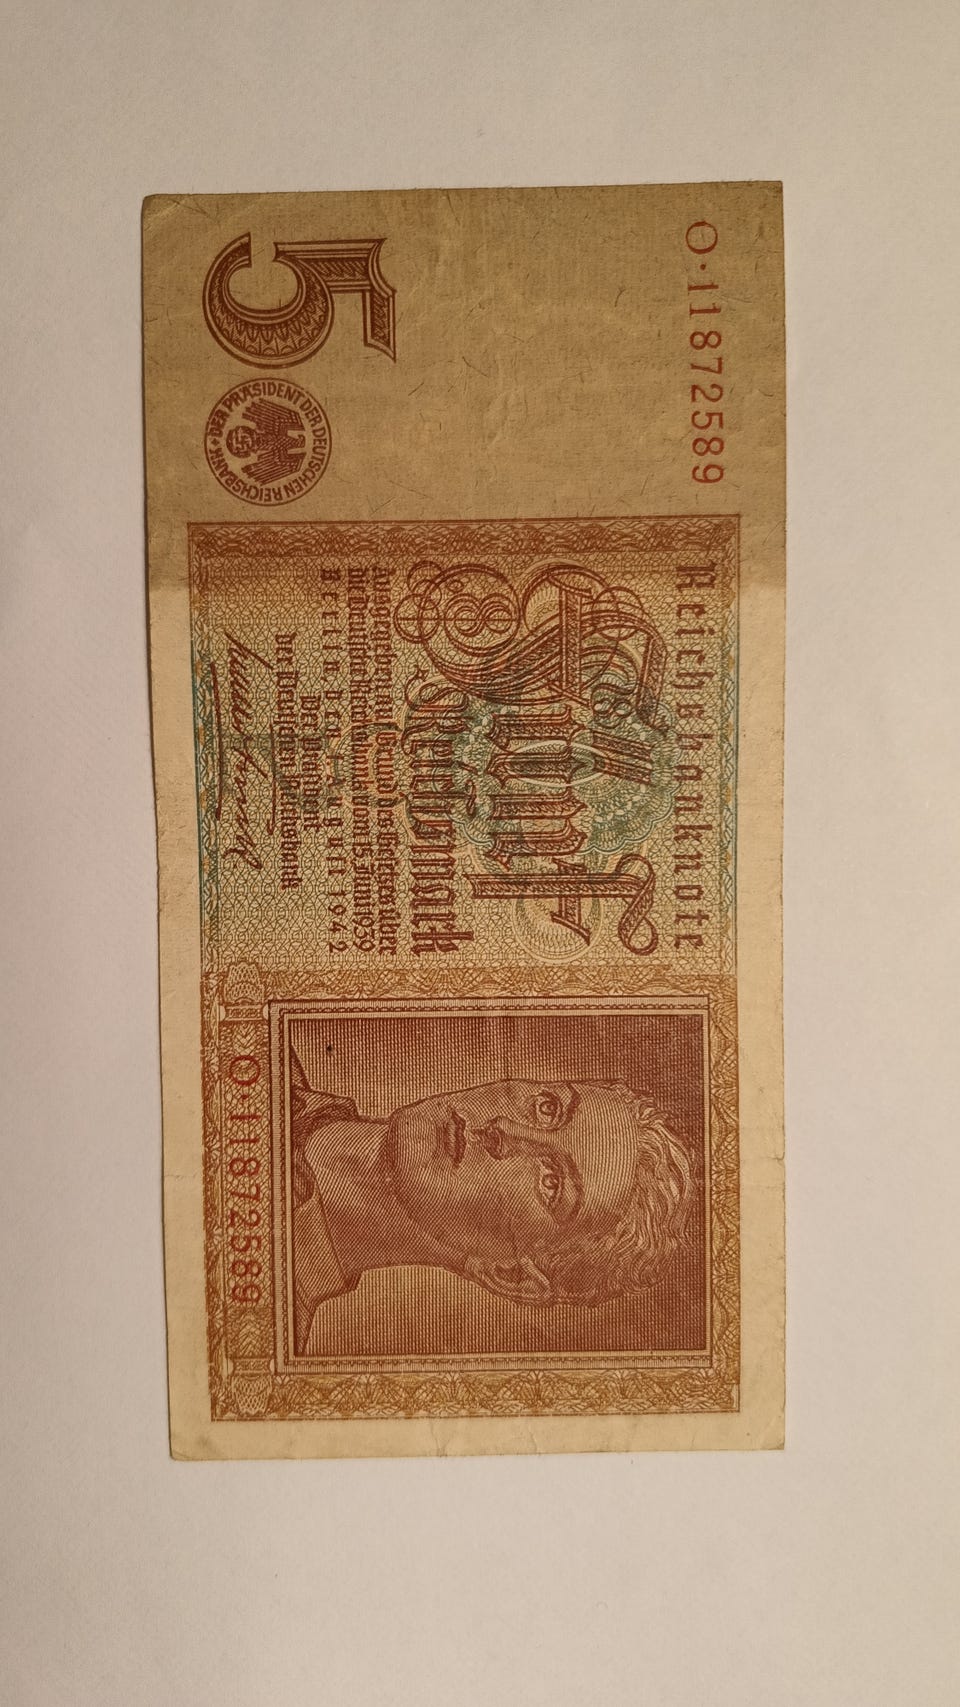 O·11872589
Reichsbanknote
Fünf
Reichsmark
Ausgegeben auf Grund des Gesetzes über
die Deutsche Reichsbank vom 15. Juni 1939
Berlin, den 1. August 1942
Der Präsident
der Deutschen Reichsbank
5
DER PRÄSIDENT DER DEUTSCHEN REICHSBANK
O·11872589